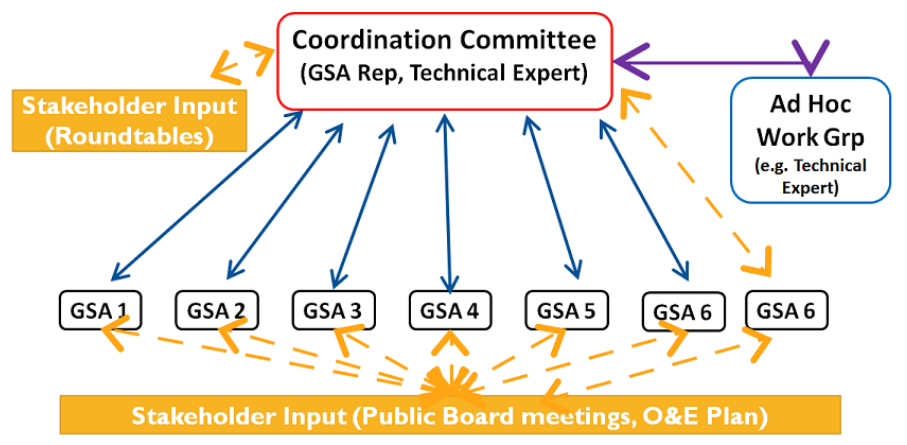 Coordination Committee
(GSA Rep, Technical Expert)
Stakeholder Input
(Roundtables)
Ad Hoc
Work Grp
(e.g. Technical
Expert)
GSA 1
GSA 2
GSA 3
GSA 4
GSA 5
GSA 6
GSA 6
Stakeholder Input (Public Board meetings, O&E Plan)